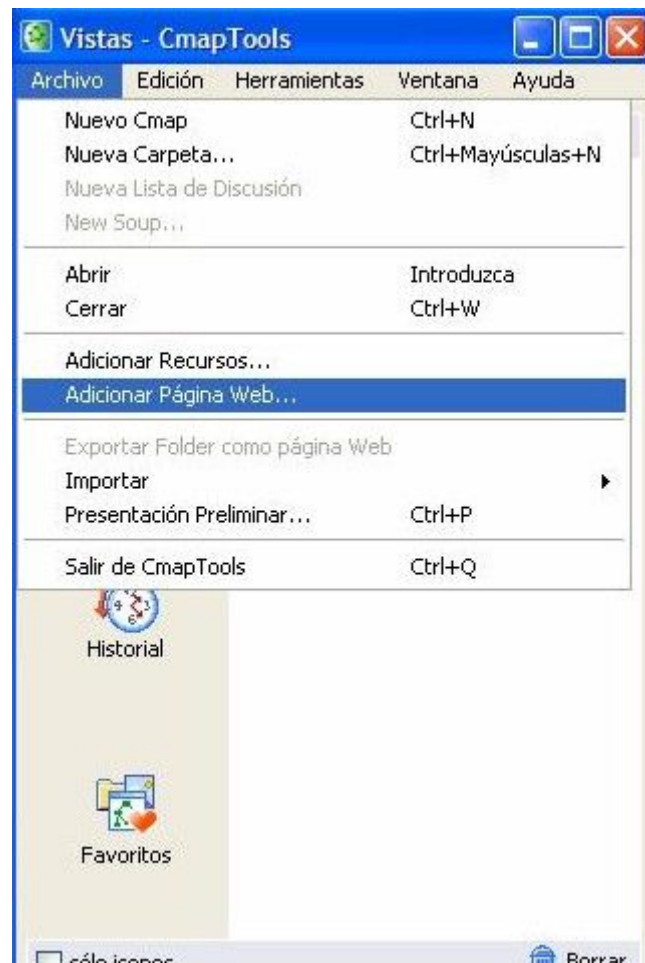 Vistas - CmapTools
Archivo Edición Herramientas Ventana Ayuda
Nuevo Cmap Ctrl+N
Nueva Carpeta... Ctrl+Mayúsculas+N
Nueva Lista de Discusión
New Soup...
Abrir Introduzca
Cerrar Ctrl+W
Adicionar Recursos...
Adicionar Página Web...
Exportar Folder como página Web
Importar
Presentación Preliminar... Ctrl+P
Salir de CmapTools Ctrl+Q
Historial
Favoritos
sólo iconos Borrar